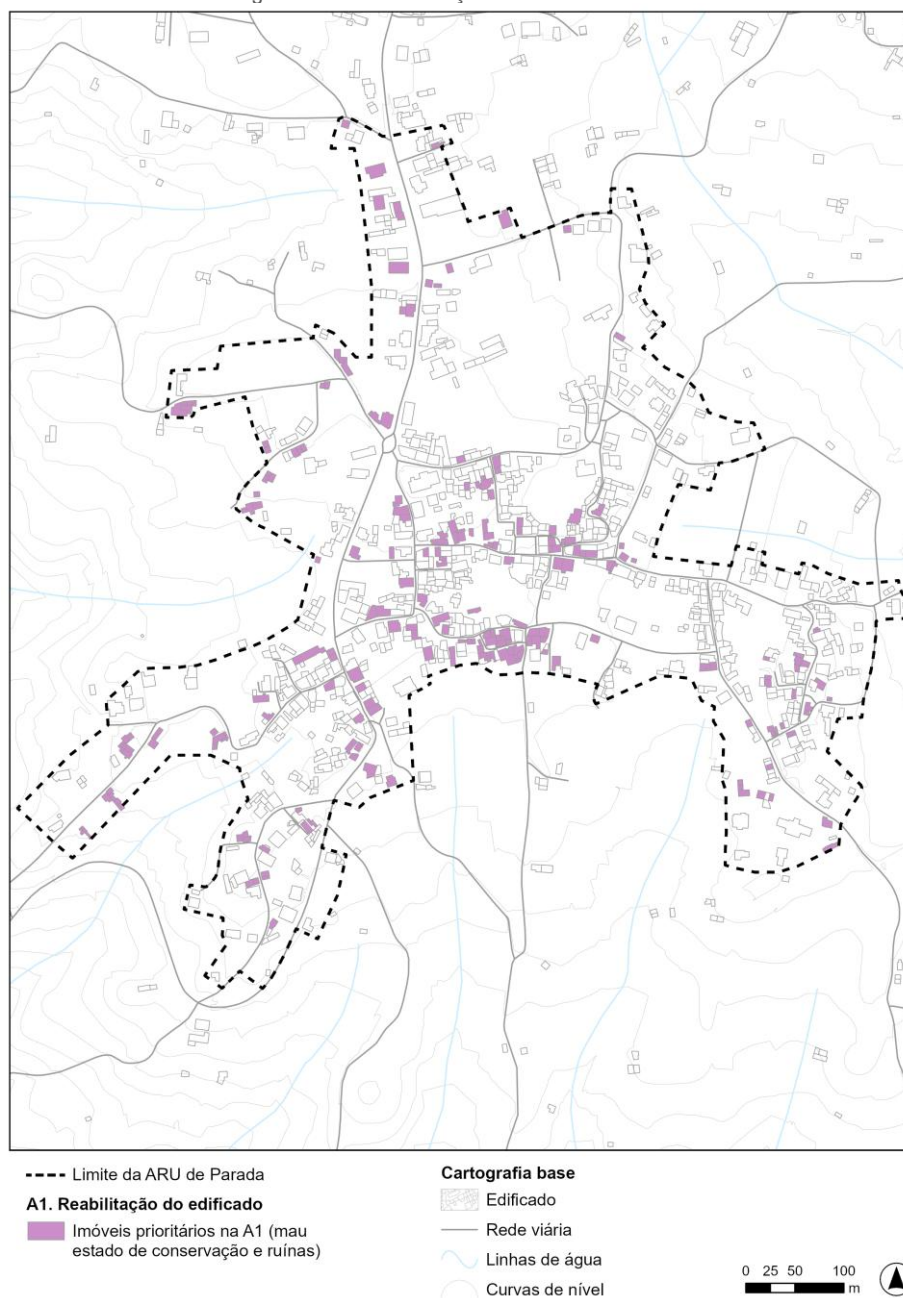 Limite da ARU de Parada
A1. Reabilitação do edificado
Imóveis prioritários na A1 (mau
estado de conservação e ruínas)
Cartografia base
Edificado
Rede viária
Linhas de água
Curvas de nível
0 25 50 100
m